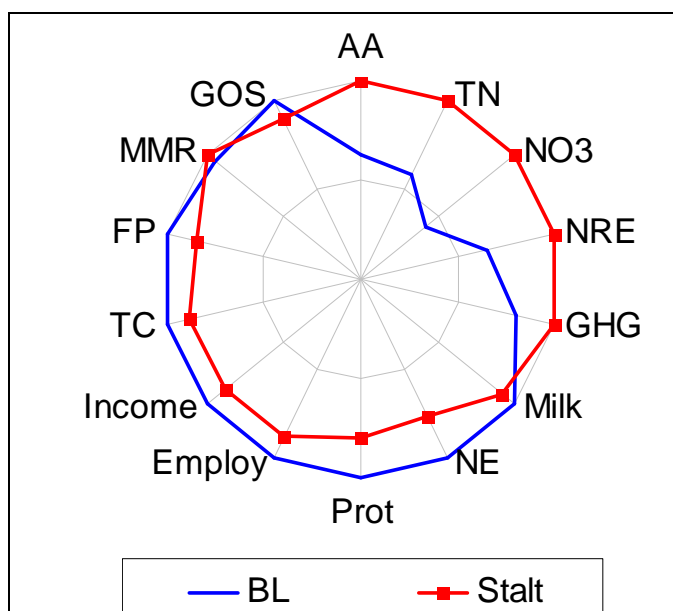 AA
TN
NO3
NRE
GHG
Milk
NE
Prot
Employ
Income
TC
FP
MMR
GOS
BL
Stalt